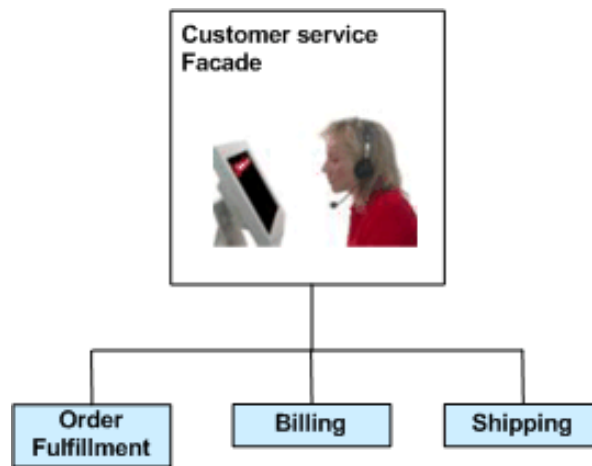 Customer service
Facade
Order
Fulfillment
Billing
Shipping